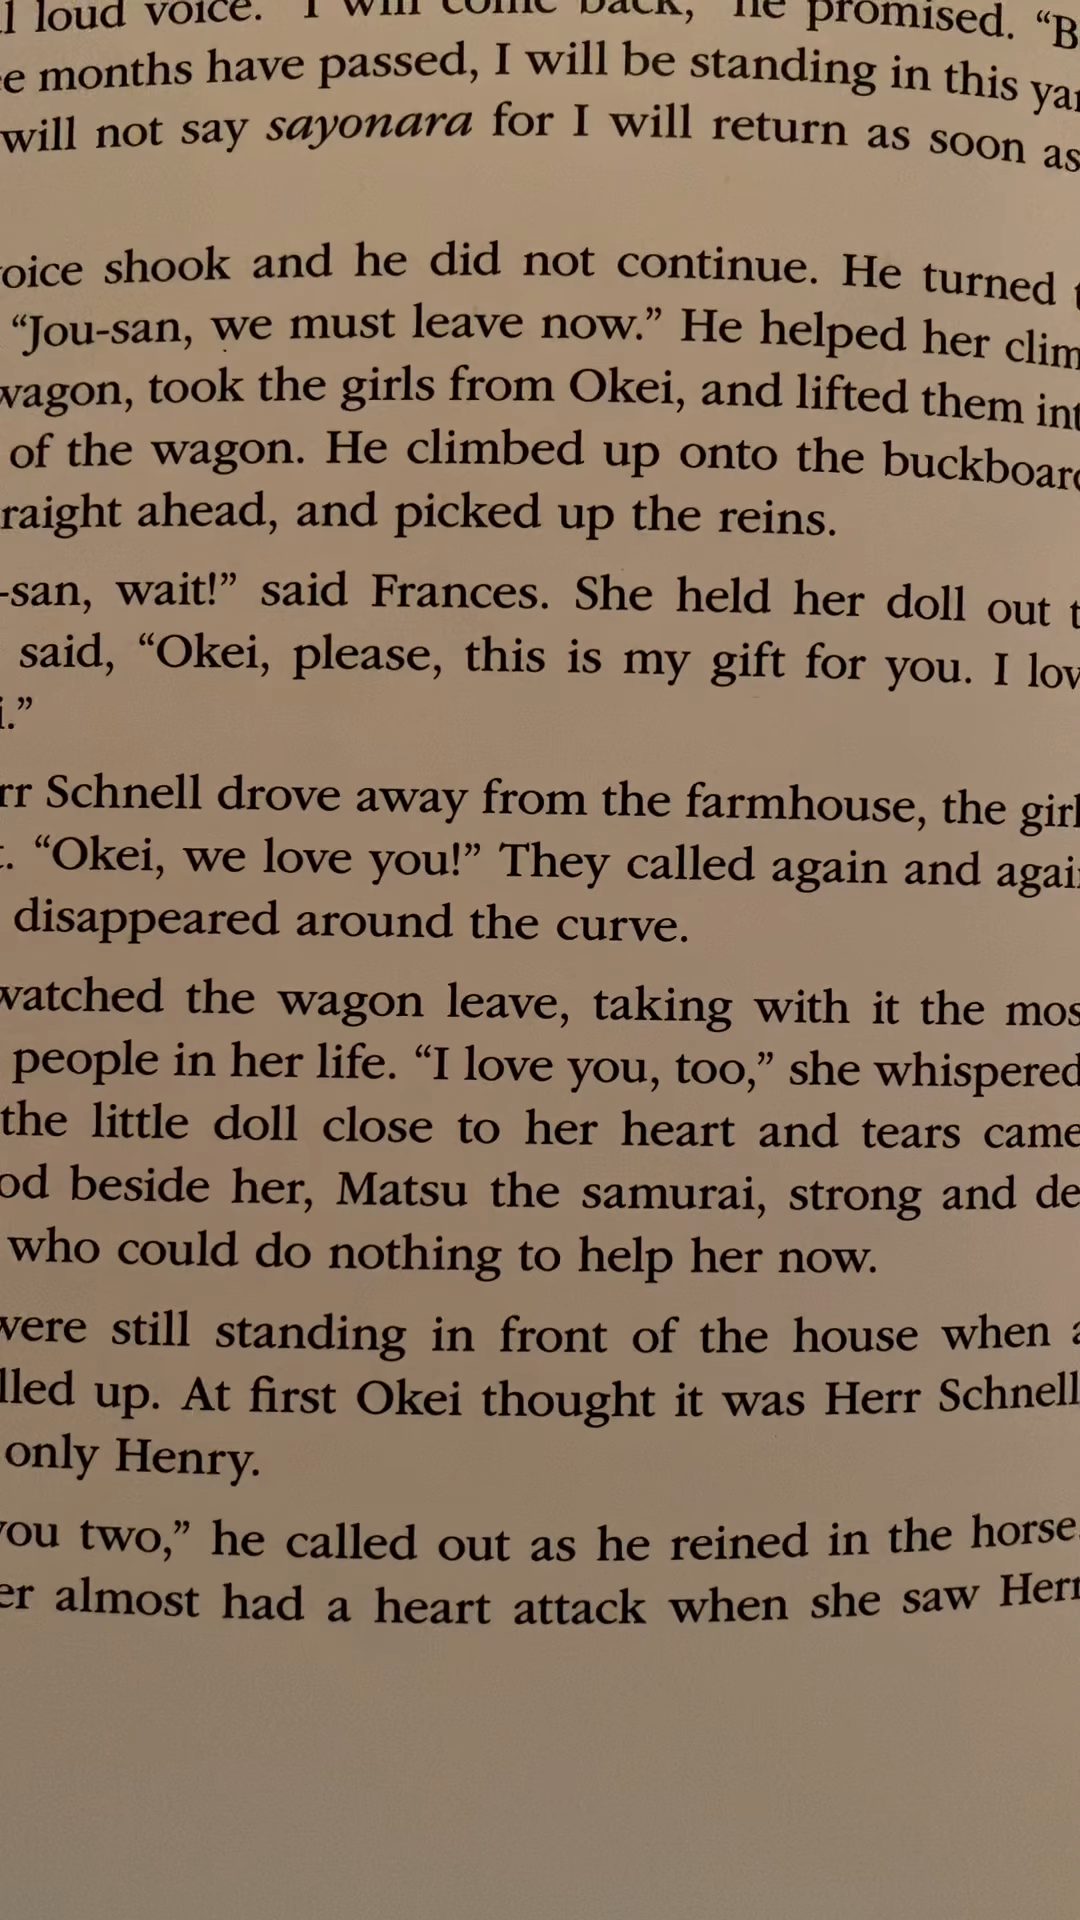 loud voice. "I will come back," he promised. "B
e months have passed, I will be standing in this yar
will not say sayonara for I will return as soon as
oice shook and he did not continue. He turned t
"Jou-san, we must leave now." He helped her clim
wagon, took the girls from Okei, and lifted them int
of the wagon. He climbed up onto the buckboard
raight ahead, and picked up the reins.
-san, wait!" said Frances. She held her doll out t
said, "Okei, please, this is my gift for you. I lov
i."
rr Schnell drove away from the farmhouse, the girl
t. "Okei, we love you!" They called again and again
disappeared around the curve.
watched the wagon leave, taking with it the mos
people in her life. "I love you, too," she whispered
the little doll close to her heart and tears came
od beside her, Matsu the samurai, strong and de
who could do nothing to help her now.
were still standing in front of the house when a
lled up. At first Okei thought it was Herr Schnell
only Henry.
you two," he called out as he reined in the horse
er almost had a heart attack when she saw Herr